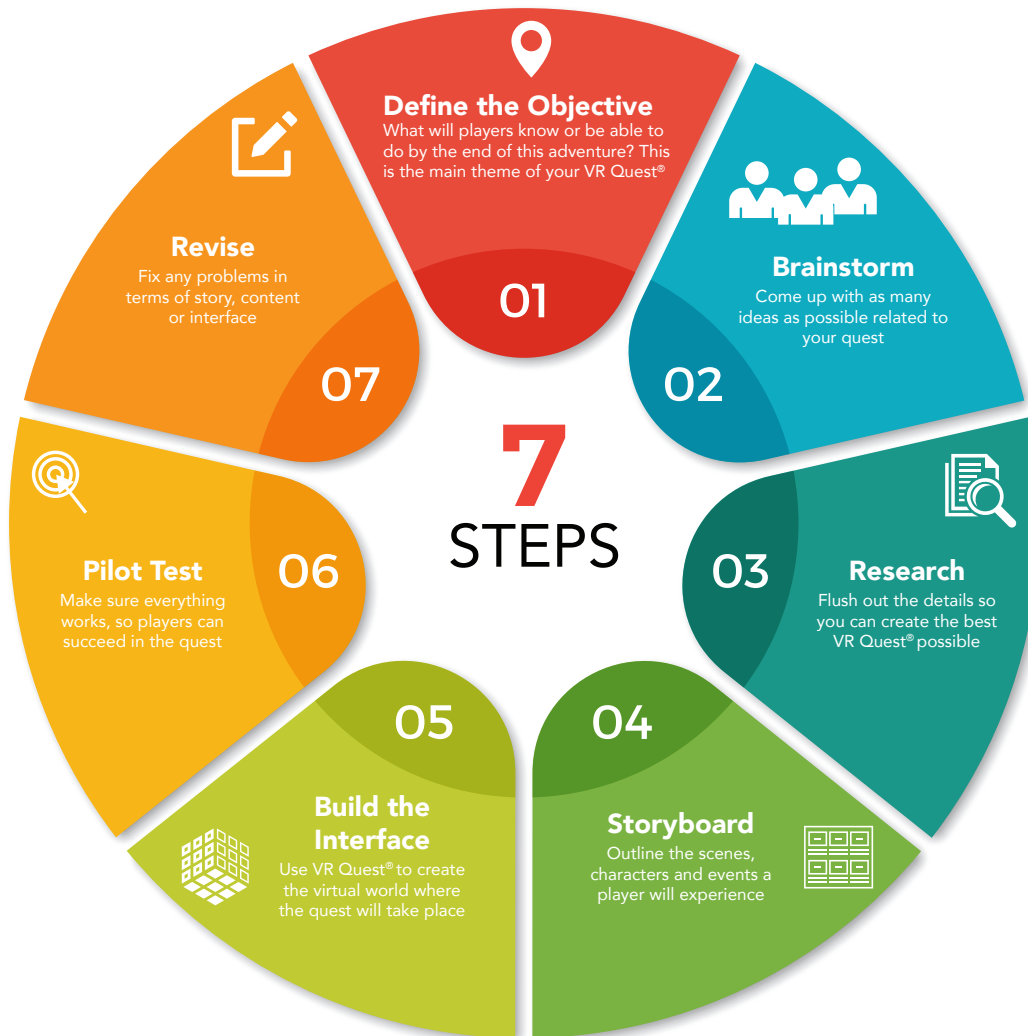 7
STEPS
01
Define the Objective
What will players know or be able to
do by the end of this adventure? This
is the main theme of your VR Quest®
02
Brainstorm
Come up with as many
ideas as possible related to
your quest
03
Research
Flush out the details so
you can create the best
VR Quest® possible
04
Storyboard
Outline the scenes,
characters and events a
player will experience
05
Build the
Interface
Use VR Quest® to create
the virtual world where
the quest will take place
06
Pilot Test
Make sure everything
works, so players can
succeed in the quest
07
Revise
Fix any problems in
terms of story, content
or interface